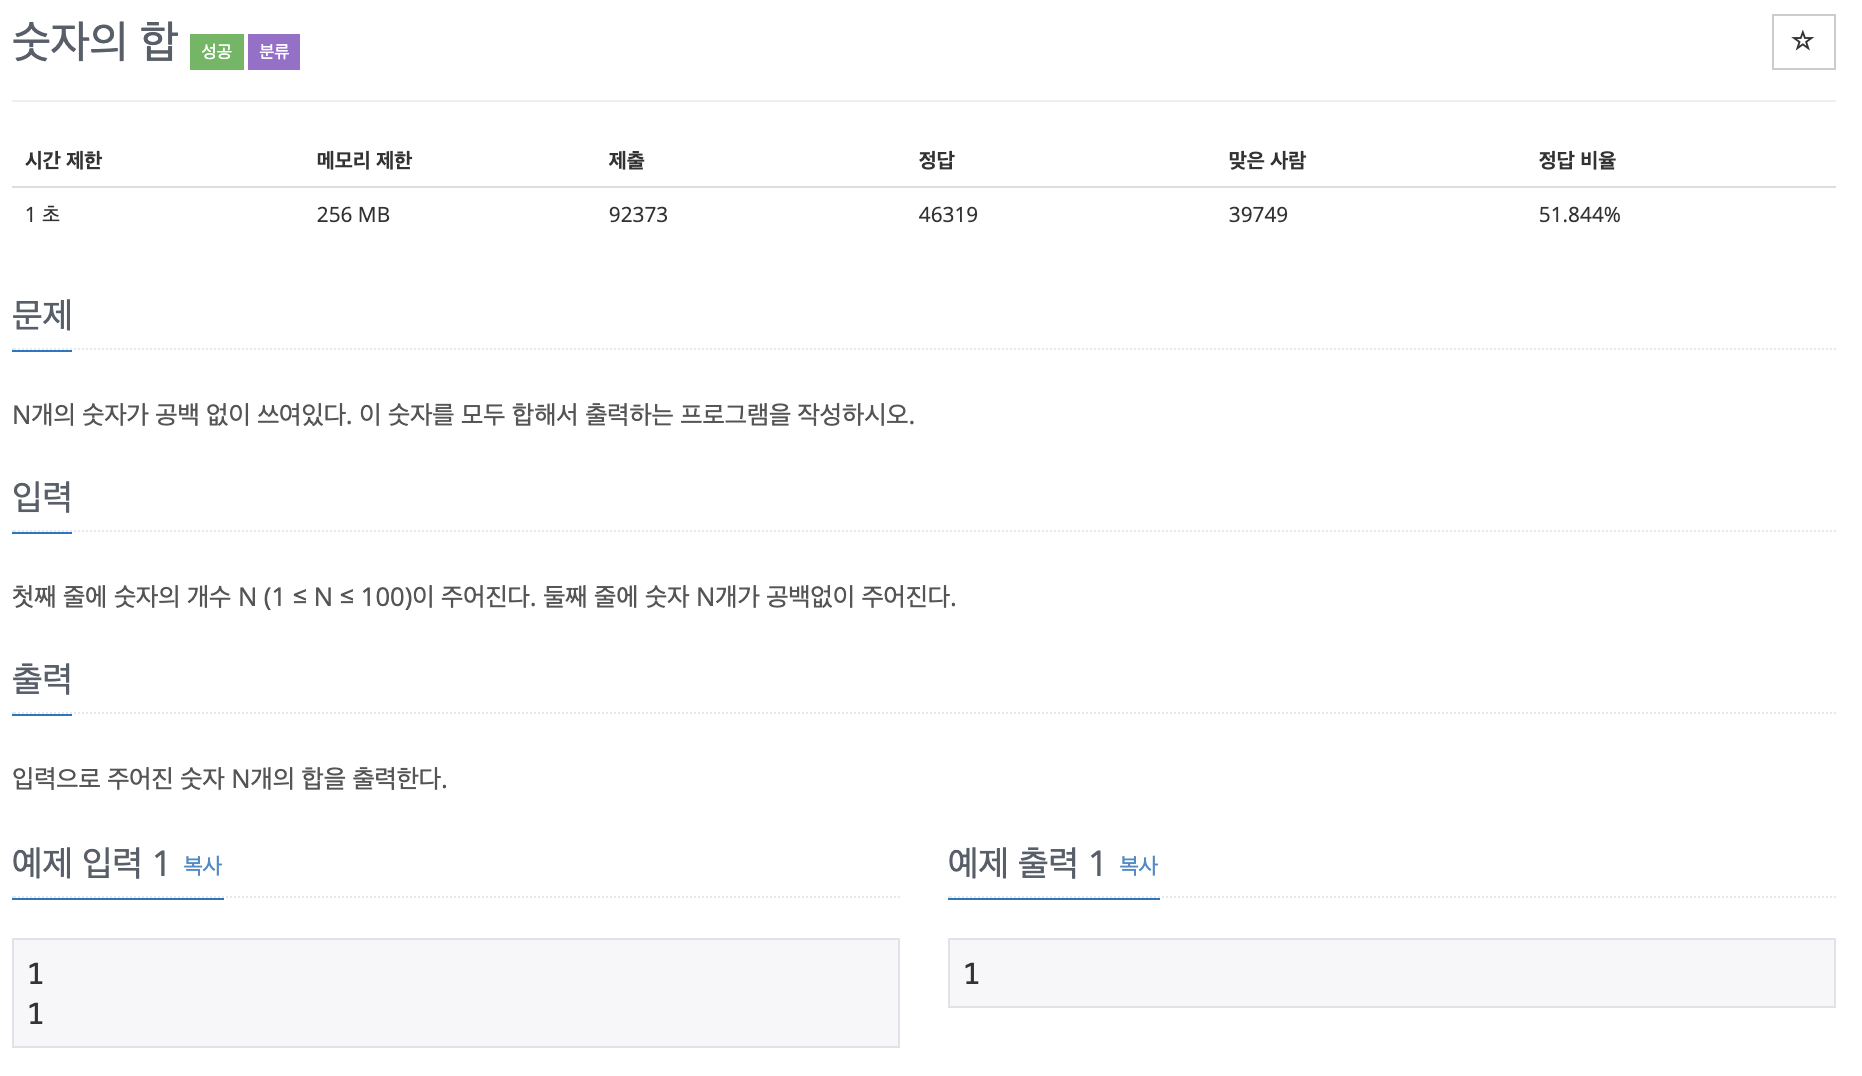 숫자의 합 성공 분류
☆
시간 제한 메모리 제한 제출 정답 맞은 사람 정답 비율
1 초 256 MB 92373 46319 39749 51.844%
문제
N개의 숫자가 공백 없이 쓰여있다. 이 숫자를 모두 합해서 출력하는 프로그램을 작성하시오.
입력
첫째 줄에 숫자의 개수 N (1 ≤ N ≤ 100)이 주어진다. 둘째 줄에 숫자 N개가 공백없이 주어진다.
출력
입력으로 주어진 숫자 N개의 합을 출력한다.
예제 입력 1 복사
1
1
예제 출력 1 복사
1